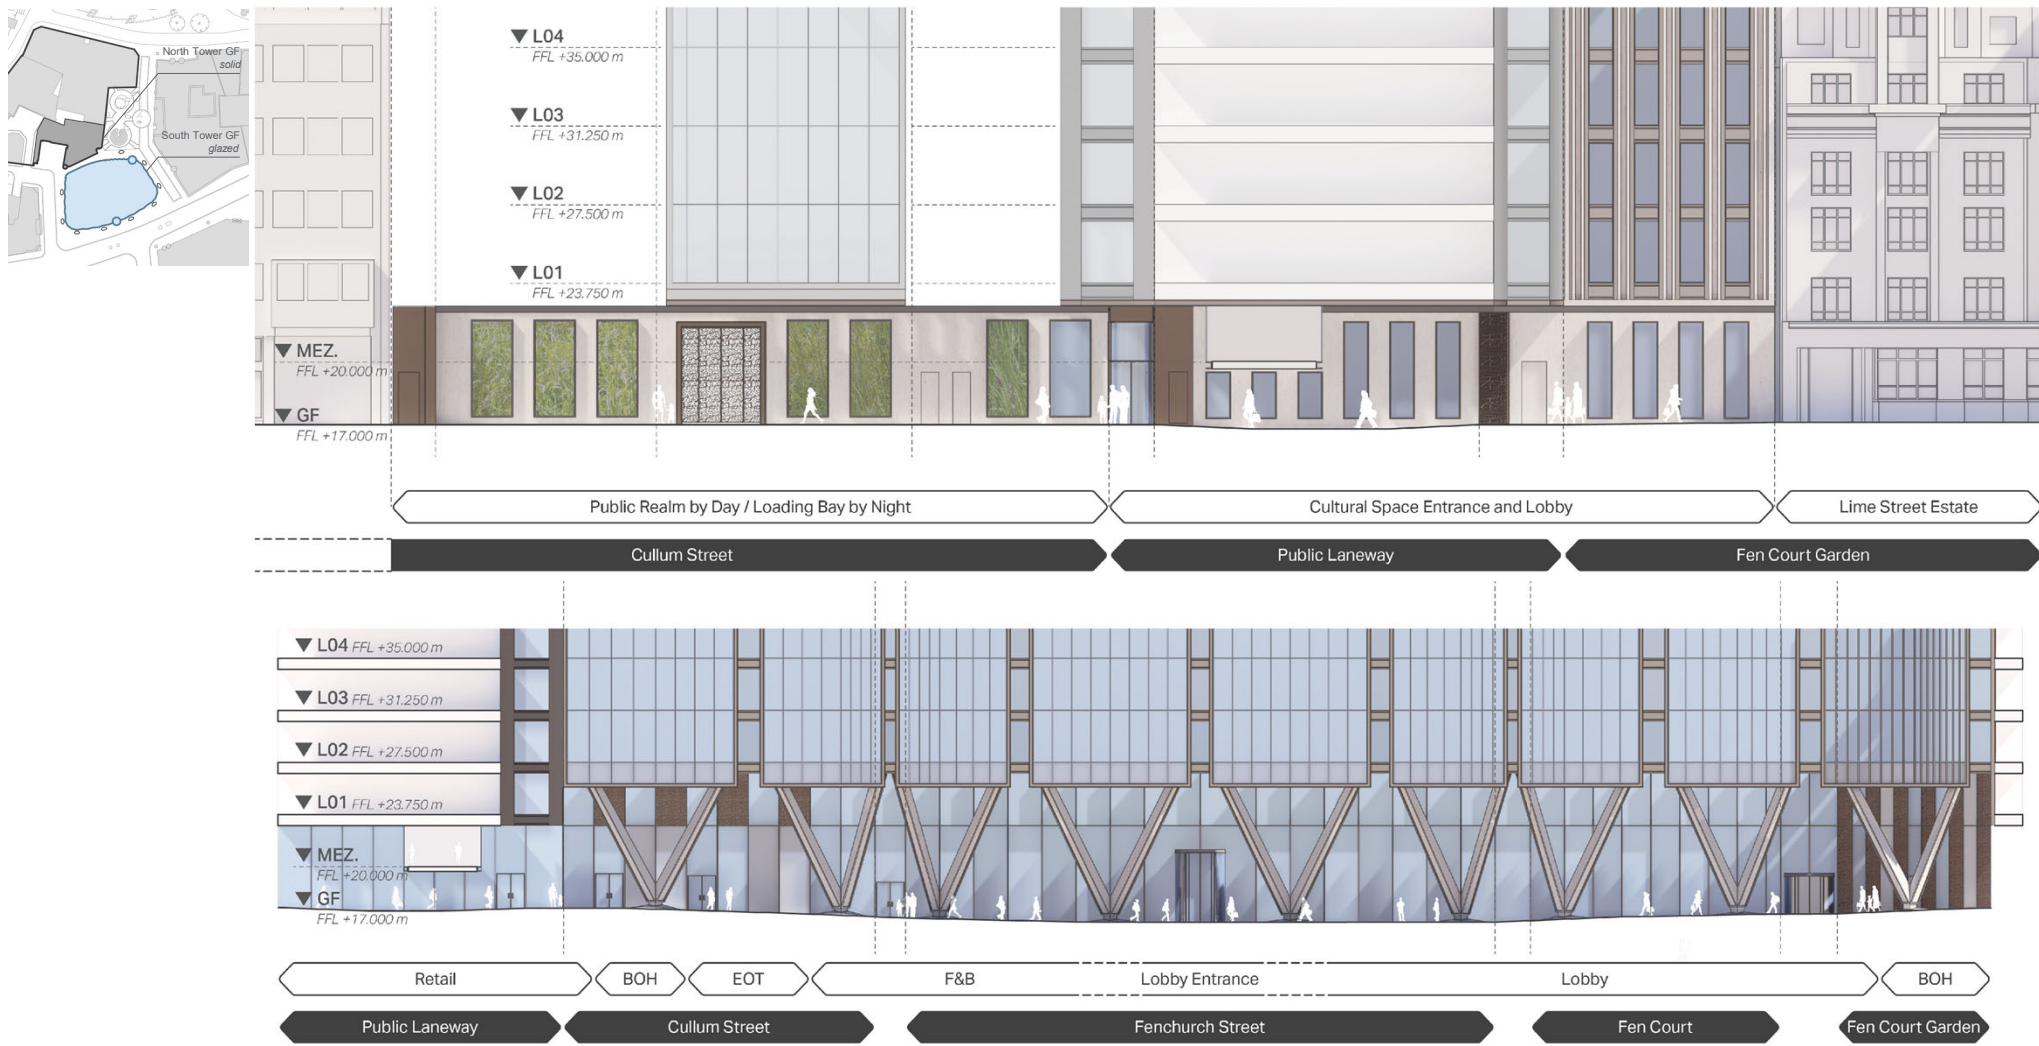 North Tower GF
solid
South Tower GF
glazed
L04
FFL +35.000 m
L03
FFL +31.250 m
L02
FFL +27.500 m
L01
FFL +23.750 m
MEZ.
FFL +20.000 m
GF
FFL +17.000 m
Public Realm by Day / Loading Bay by Night
Cultural Space Entrance and Lobby
Lime Street Estate
Cullum Street
Public Laneway
Fen Court Garden
L04 FFL +35.000 m
L03 FFL +31.250 m
L02 FFL +27.500 m
L01 FFL +23.750 m
MEZ.
FFL +20.000 m
GF
FFL +17.000 m
Retail
BOH
EOT
F&B
Lobby Entrance
Lobby
BOH
Public Laneway
Cullum Street
Fenchurch Street
Fen Court
Fen Court Garden